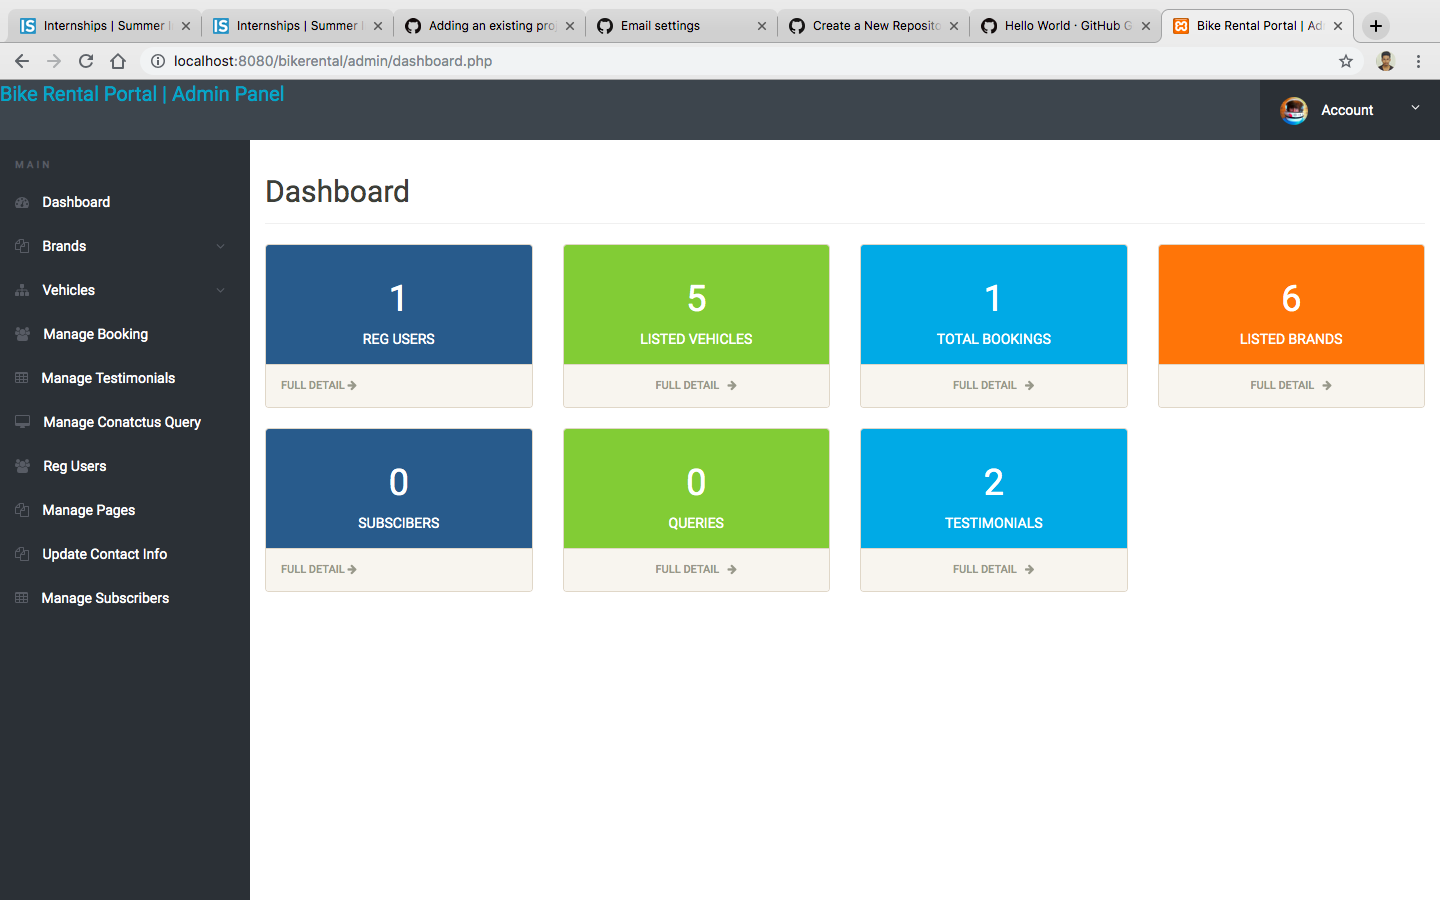 Internships | Summer I
Internships | Summer
Adding an existing proj
Email settings
Create a New Reposito
Hello World · GitHub G
Bike Rental Portal | Ad
localhost:8080/bikerental/admin/dashboard.php
Bike Rental Portal | Admin Panel
Account
MAIN
Dashboard
Brands
Vehicles
Manage Booking
Manage Testimonials
Manage Conatctus Query
Reg Users
Manage Pages
Update Contact Info
Manage Subscribers
Dashboard
1
REG USERS
FULL DETAIL
5
LISTED VEHICLES
FULL DETAIL
1
TOTAL BOOKINGS
FULL DETAIL
6
LISTED BRANDS
FULL DETAIL
0
SUBSCIBERS
FULL DETAIL
0
QUERIES
FULL DETAIL
2
TESTIMONIALS
FULL DETAIL